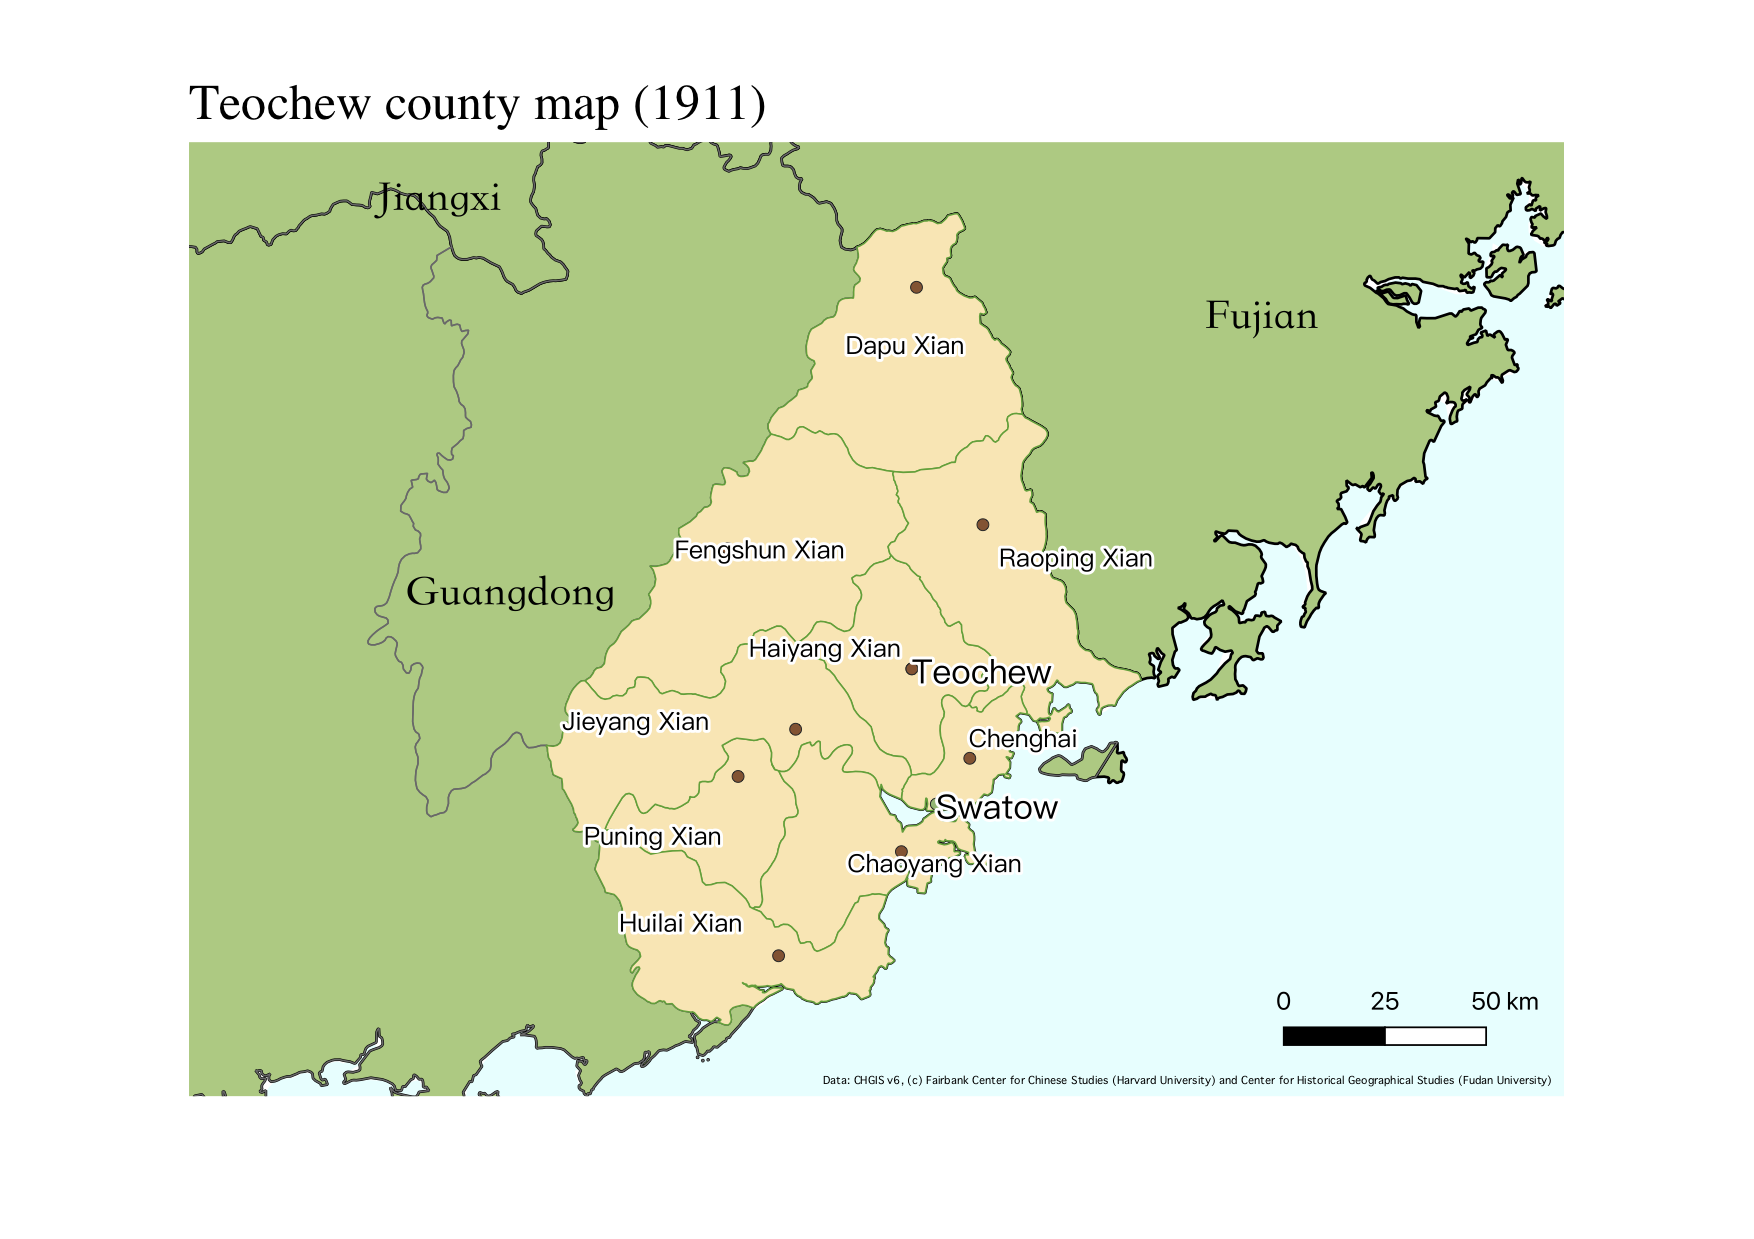 Teochew county map (1911)
Jiangxi
Fujian
Dapu Xian
Fengshun Xian
Raoping Xian
Guangdong
Haiyang Xian
Teochew
Jieyang Xian
Chenghai
Swatow
Puning Xian
Chaoyang Xian
Huilai Xian
0 25 50 km
Data: CHGIS v6, (c) Fairbank Center for Chinese Studies (Harvard University) and Center for Historical Geographical Studies (Fudan University)